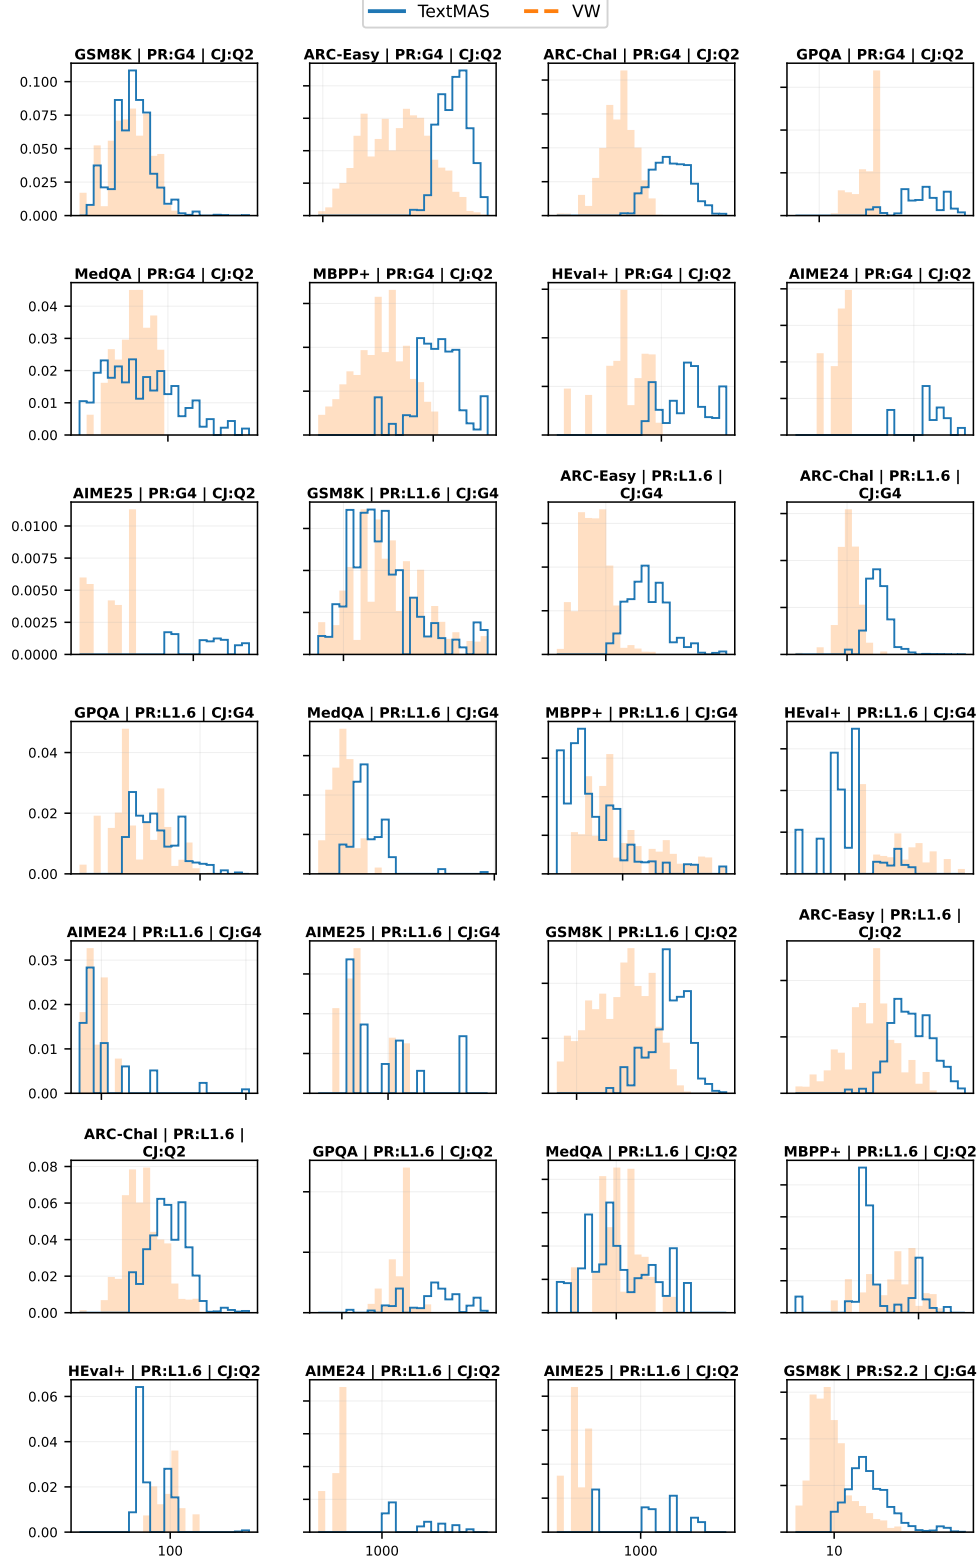 TextMAS VW
GSM8K | PR:G4 | CJ:Q2 ARC-Easy | PR:G4 | CJ:Q2 ARC-Chal | PR:G4 | CJ:Q2 GPQA | PR:G4 | CJ:Q2
0.100
0.075
0.050
0.025
0.000
MedQA | PR:G4 | CJ:Q2 MBPP+ | PR:G4 | CJ:Q2 HEval+ | PR:G4 | CJ:Q2 AIME24 | PR:G4 | CJ:Q2
0.04
0.03
0.02
0.01
0.00
AIME25 | PR:G4 | CJ:Q2 GSM8K | PR:L1.6 | CJ:G4 ARC-Easy | PR:L1.6 |
CJ:G4 ARC-Chal | PR:L1.6 |
CJ:G4
0.0100
0.0075
0.0050
0.0025
0.0000
GPQA | PR:L1.6 | CJ:G4 MedQA | PR:L1.6 | CJ:G4 MBPP+ | PR:L1.6 | CJ:G4 HEval+ | PR:L1.6 | CJ:G4
0.04
0.02
0.00
AIME24 | PR:L1.6 | CJ:G4 AIME25 | PR:L1.6 | CJ:G4 GSM8K | PR:L1.6 | CJ:Q2 ARC-Easy | PR:L1.6 |
CJ:Q2
0.03
0.02
0.01
0.00
ARC-Chal | PR:L1.6 |
CJ:Q2 GPQA | PR:L1.6 | CJ:Q2 MedQA | PR:L1.6 | CJ:Q2 MBPP+ | PR:L1.6 | CJ:Q2
0.08
0.06
0.04
0.02
0.00
HEval+ | PR:L1.6 | CJ:Q2 AIME24 | PR:L1.6 | CJ:Q2 AIME25 | PR:L1.6 | CJ:Q2 GSM8K | PR:S2.2 | CJ:G4
0.06
0.04
0.02
0.00
100 1000 1000 10